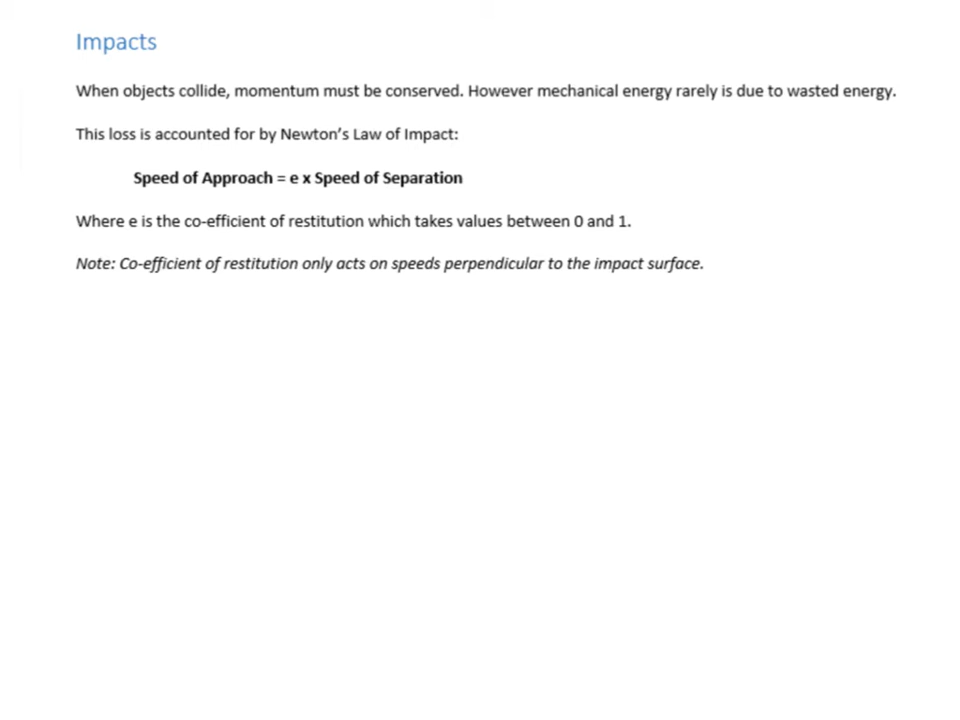 Impacts
When objects collide, momentum must be conserved. However mechanical energy rarely is due to wasted energy.
This loss is accounted for by Newton's Law of Impact:
Speed of Approach = e x Speed of Separation
Where e is the co-efficient of restitution which takes values between 0 and 1.
Note: Co-efficient of restitution only acts on speeds perpendicular to the impact surface.